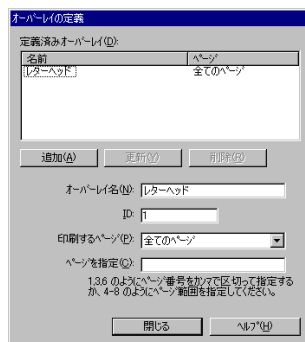 オーバーレイの定義
定義済みオーバーレイ(D):
名前 ページ
レターヘッド 全てのページ
追加(A) 更新(Y) 削除(R)
オーバーレイ名(N): レターヘッド
ID: 1
印刷するページ(P): 全てのページ
ページを指定(C):
1,3,6 のようにページ番号をカンマで区切って指定する
か、4-8 のようにページ範囲を指定してください。
閉じる ヘルプ(H)